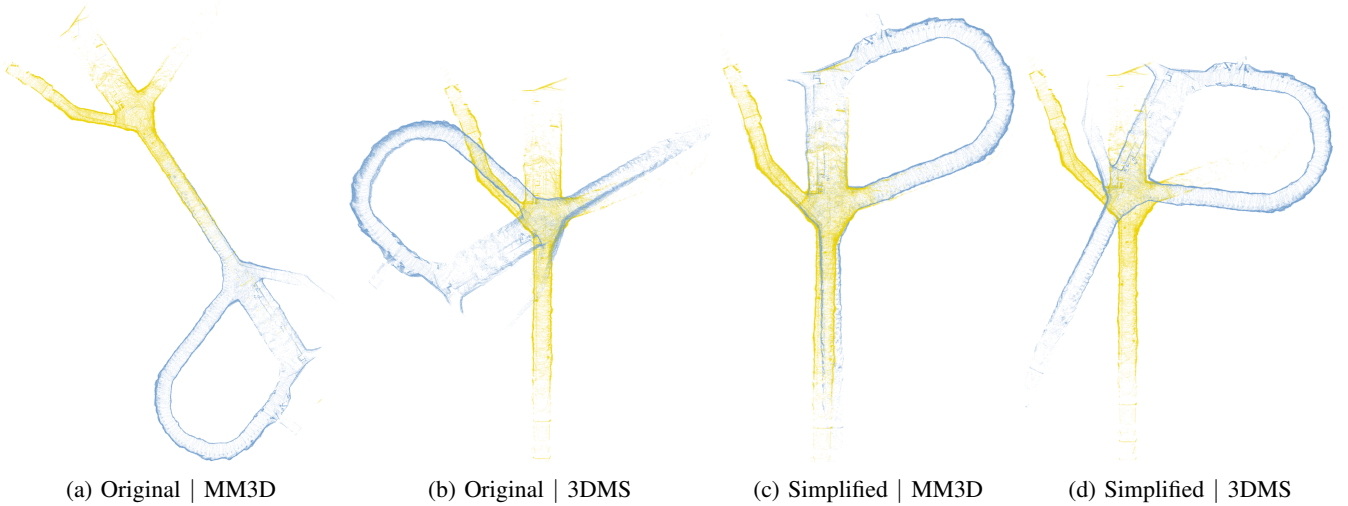 (a) Original | MM3D
(b) Original | 3DMS
(c) Simplified | MM3D
(d) Simplified | 3DMS